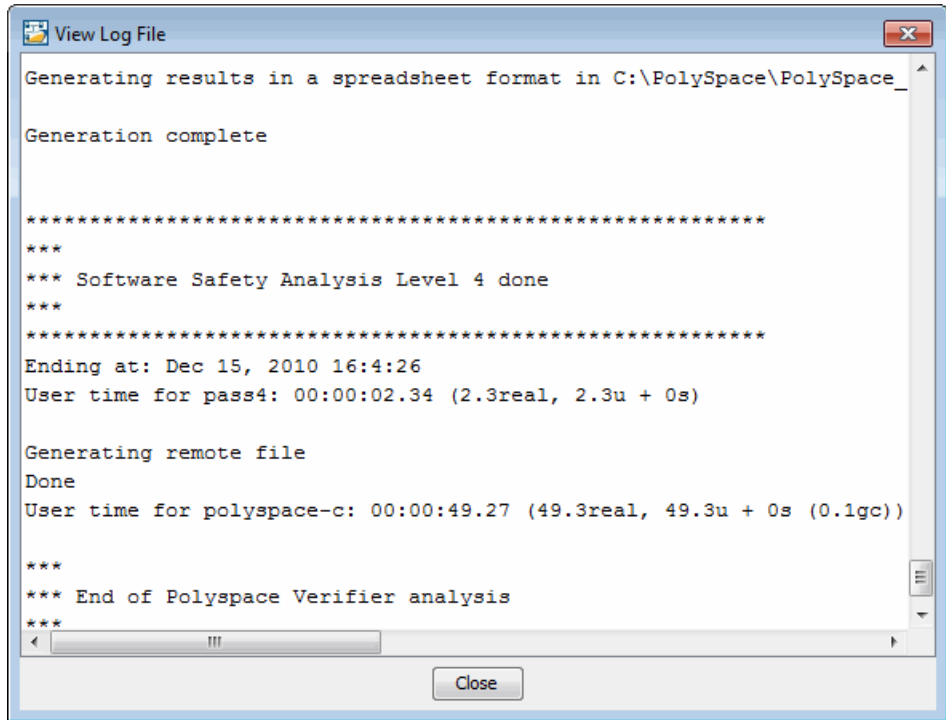 View Log File
Generating results in a spreadsheet format in C:\PolySpace\PolySpace_
Generation complete
**********************************************************
***
*** Software Safety Analysis Level 4 done
***
**********************************************************
Ending at: Dec 15, 2010 16:4:26
User time for pass4: 00:00:02.34 (2.3real, 2.3u + 0s)
Generating remote file
Done
User time for polyspace-c: 00:00:49.27 (49.3real, 49.3u + 0s (0.1gc))
***
*** End of Polyspace Verifier analysis
***
Close